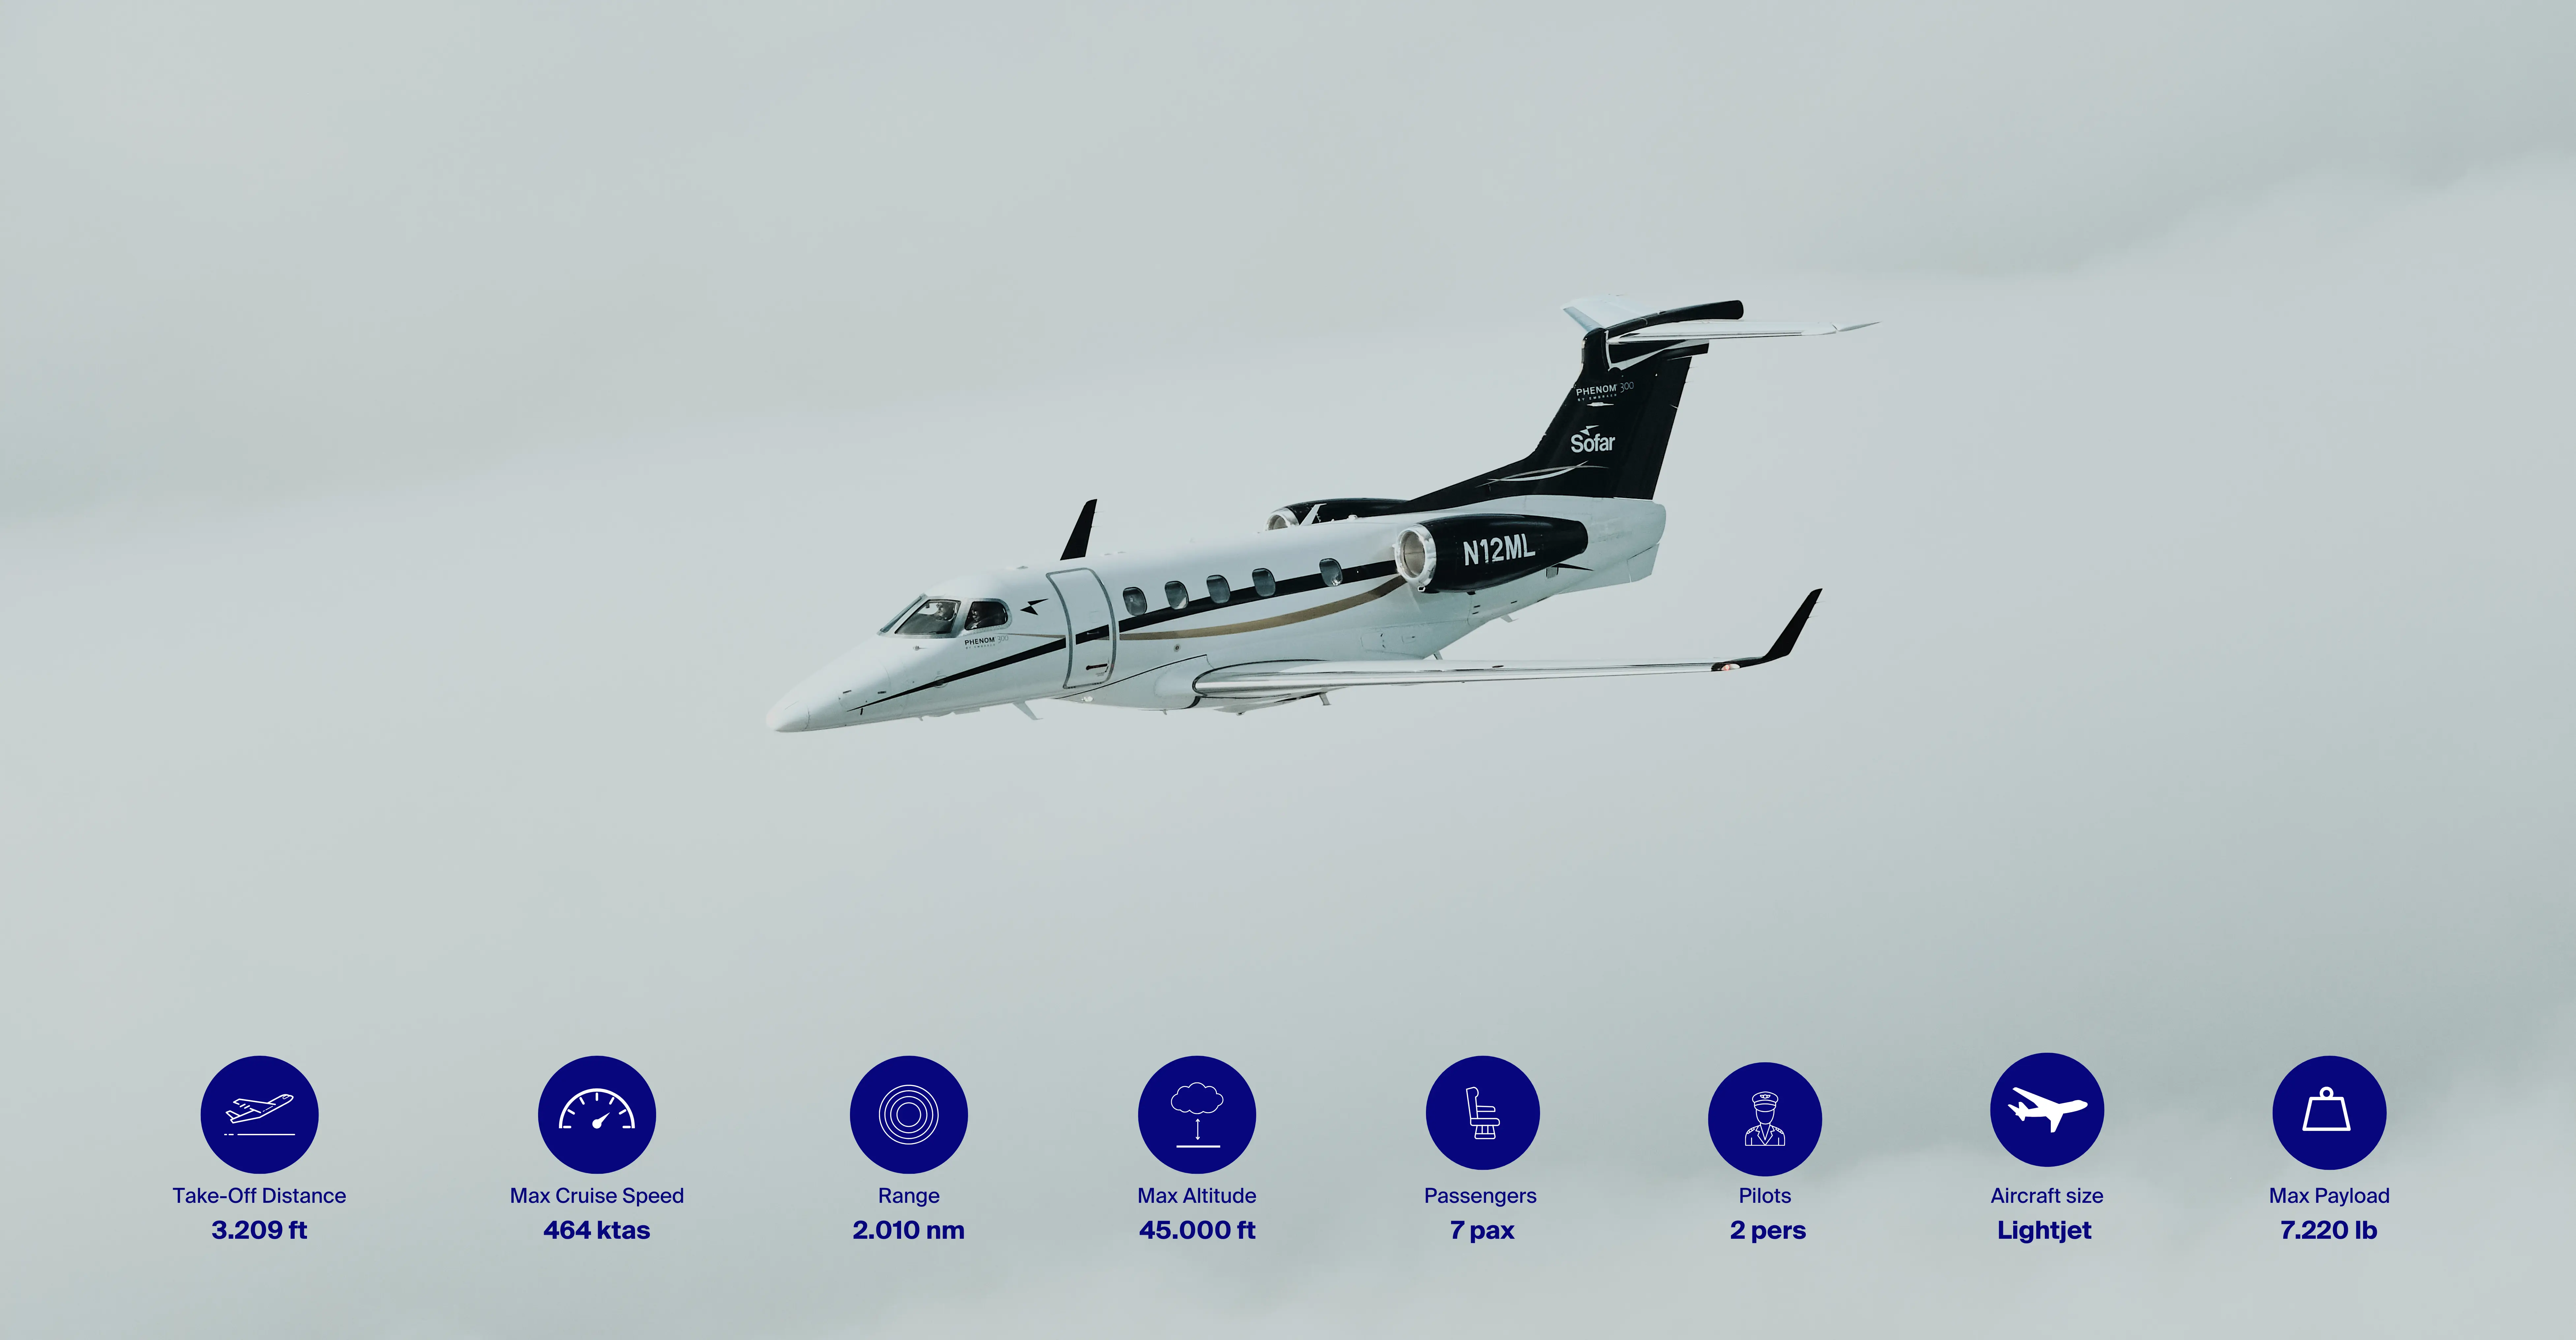 PHENOM 300
Sofar
N12ML
PHENOM 300
Take-Off Distance
3.209 ft
Max Cruise Speed
464 ktas
Range
2.010 nm
Max Altitude
45.000 ft
Passengers
7 pax
Pilots
2 pers
Aircraft size
Lightjet
Max Payload
7.220 lb